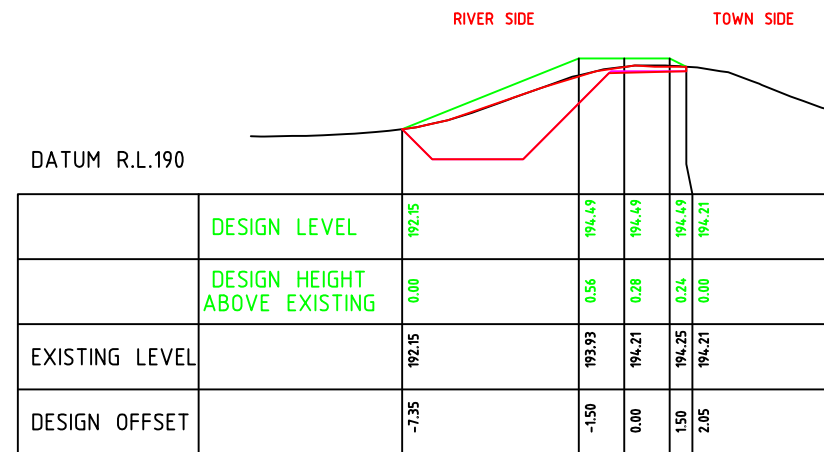 RIVER SIDE
TOWN SIDE
DATUM R.L.190
DESIGN LEVEL
192.15
194.49
194.49
194.49
194.21
DESIGN HEIGHT
ABOVE EXISTING
0.00
0.56
0.28
0.24
0.00
EXISTING LEVEL
192.15
193.93
194.21
194.25
194.21
DESIGN OFFSET
-7.35
-1.50
0.00
1.50
2.05